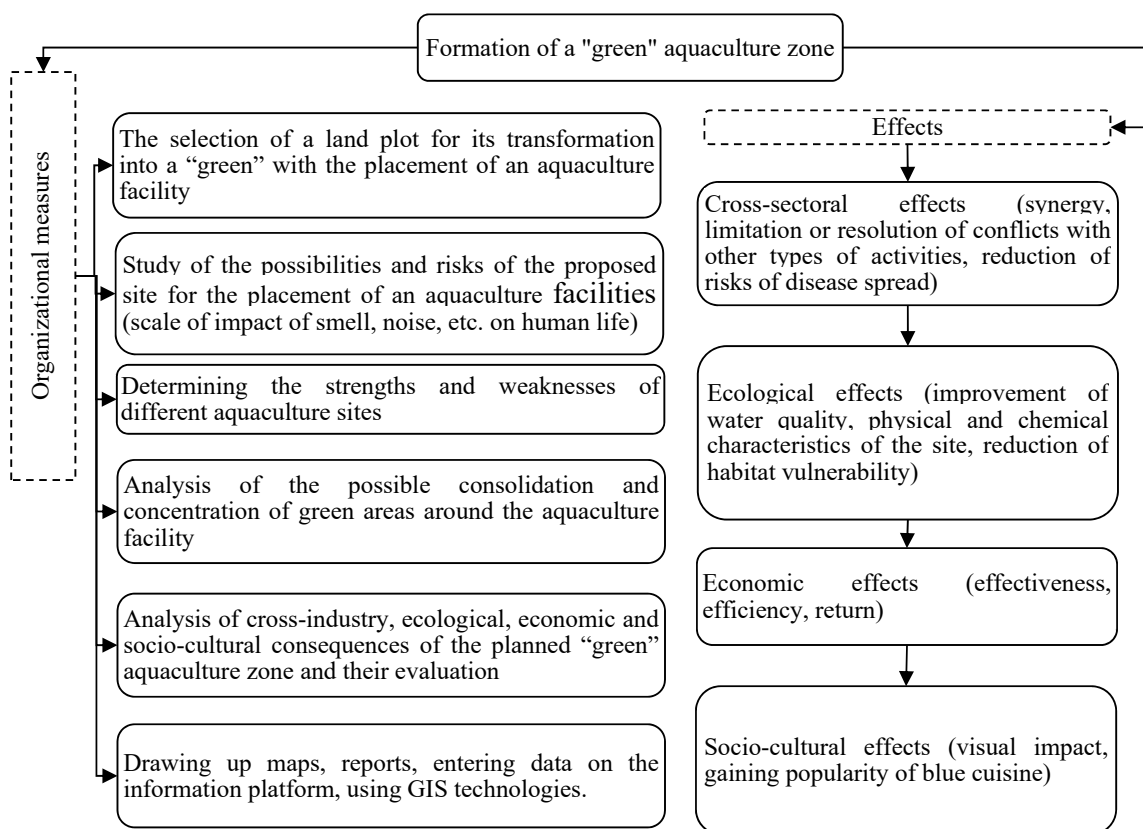 Formation of a "green" aquaculture zone
Organizational measures
The selection of a land plot for its transformation
into a “green” with the placement of an aquaculture
facility
Study of the possibilities and risks of the proposed
site for the placement of an aquaculture facilities
(scale of impact of smell, noise, etc. on human life)
Determining the strengths and weaknesses of
different aquaculture sites
Analysis of the possible consolidation and
concentration of green areas around the aquaculture
facility
Analysis of cross-industry, ecological, economic and
socio-cultural consequences of the planned “green”
aquaculture zone and their evaluation
Drawing up maps, reports, entering data on the
information platform, using GIS technologies.
Effects
Cross-sectoral effects (synergy,
limitation or resolution of conflicts with
other types of activities, reduction of
risks of disease spread)
Ecological effects (improvement of
water quality, physical and chemical
characteristics of the site, reduction of
habitat vulnerability)
Economic effects (effectiveness,
efficiency, return)
Socio-cultural effects (visual impact,
gaining popularity of blue cuisine)